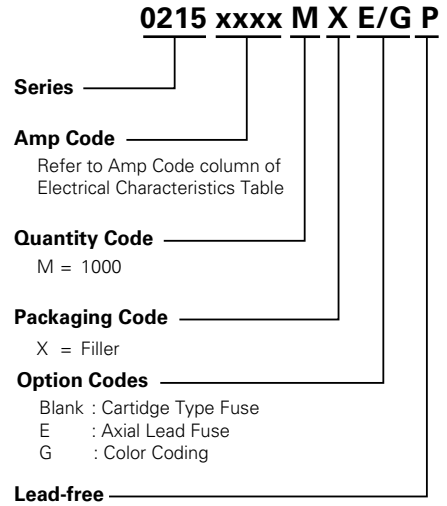 0215 xxxx M X E/G P
Series
Amp Code
Refer to Amp Code column of
Electrical Characteristics Table
Quantity Code
M = 1000
Packaging Code
X = Filler
Option Codes
Blank : Cartidge Type Fuse
E : Axial Lead Fuse
G : Color Coding
Lead-free